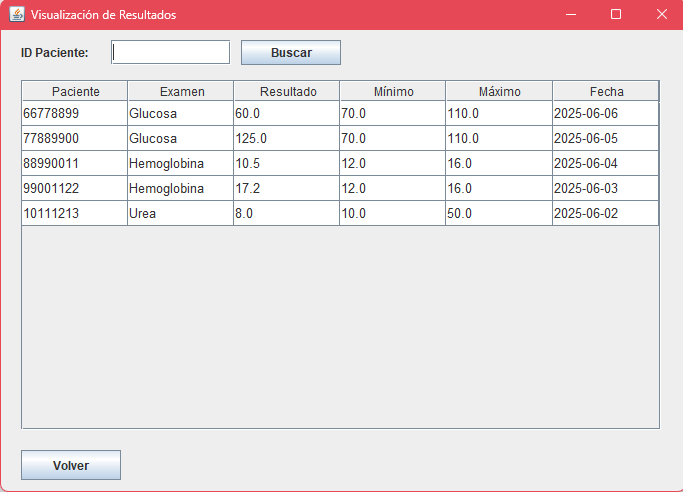 Visualización de Resultados
ID Paciente: Buscar
Paciente Examen Resultado Mínimo Máximo Fecha
66778899 Glucosa 60.0 70.0 110.0 2025-06-06
77889900 Glucosa 125.0 70.0 110.0 2025-06-05
88990011 Hemoglobina 10.5 12.0 16.0 2025-06-04
99001122 Hemoglobina 17.2 12.0 16.0 2025-06-03
10111213 Urea 8.0 10.0 50.0 2025-06-02
Volver